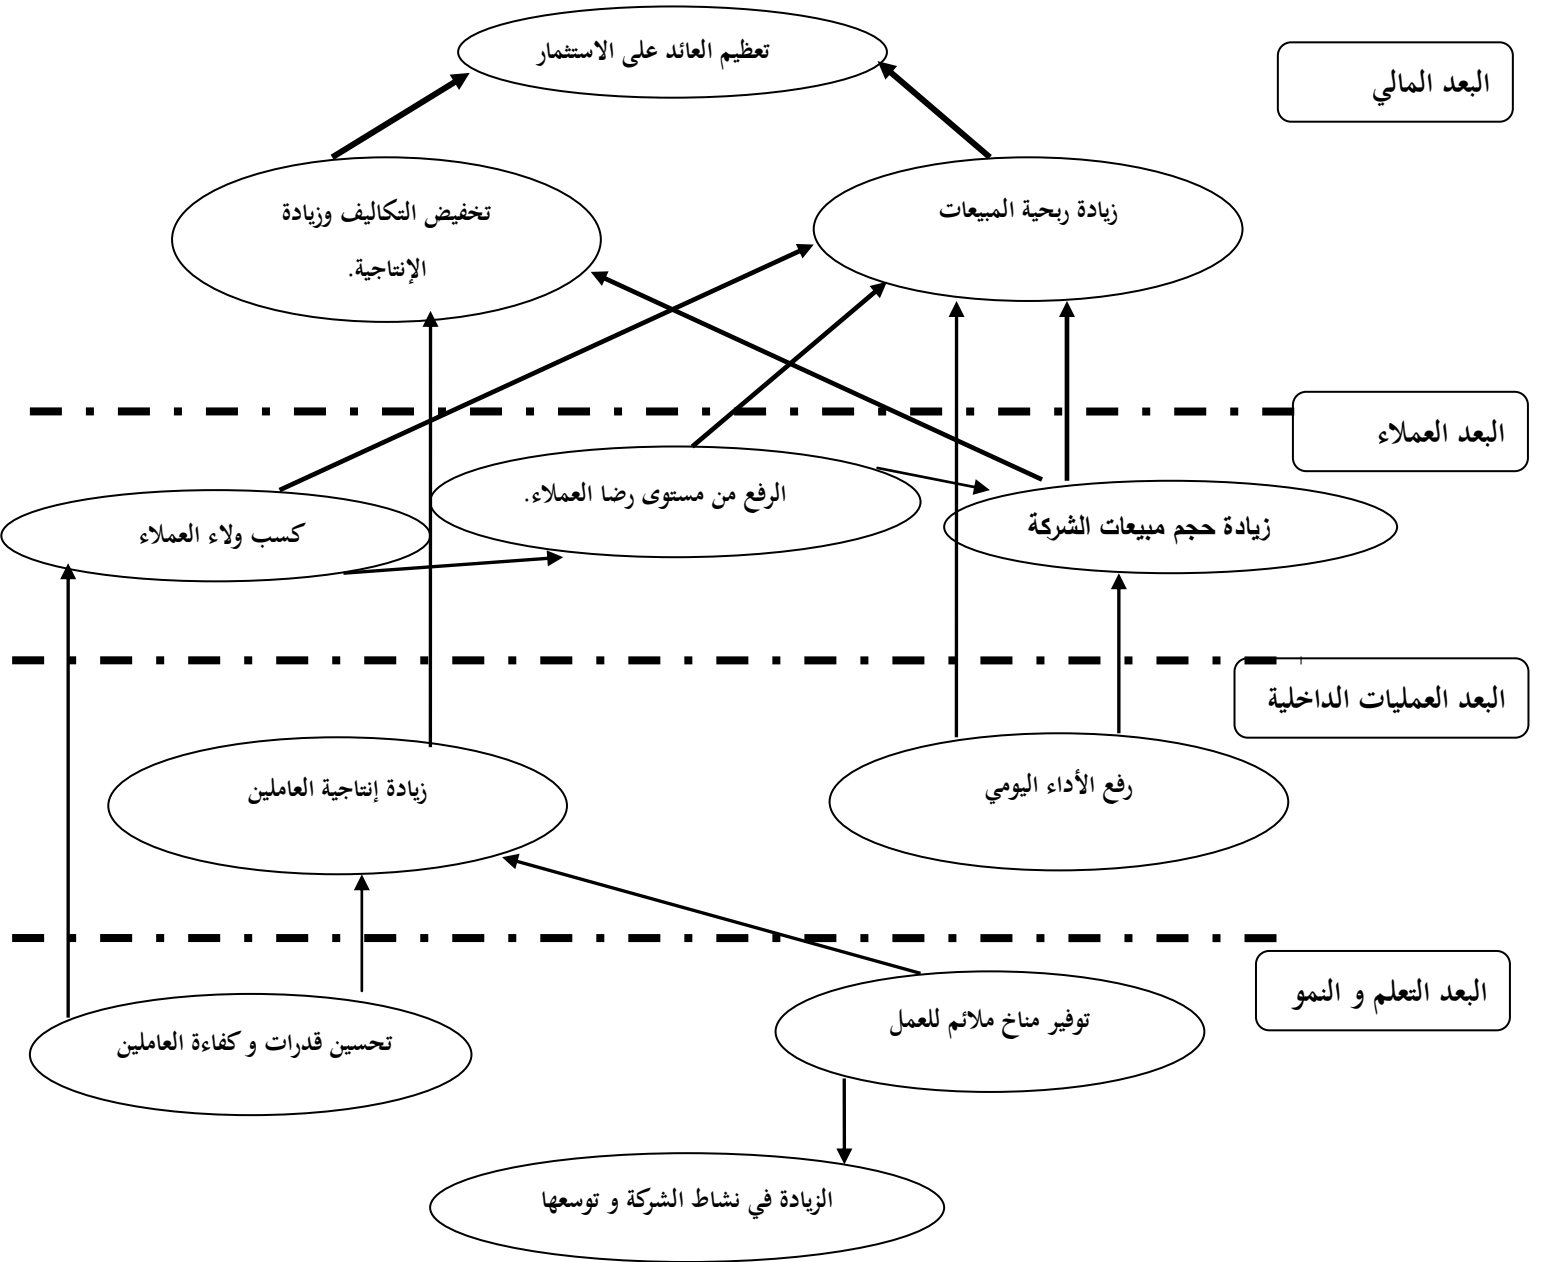 تعظيم العائد على الاستثمار
البعد المالي
زيادة ربحية المبيعات
تخفيض التكاليف وزيادة
الإنتاجية.
البعد العملاء
زيادة حجم مبيعات الشركة
الرفع من مستوى رضا العملاء.
كسب ولاء العملاء
البعد العمليات الداخلية
رفع الأداء اليومي
زيادة إنتاجية العاملين
البعد التعلم و النمو
توفير مناخ ملائم للعمل
تحسين قدرات و كفاءة العاملين
الزيادة في نشاط الشركة و توسعها